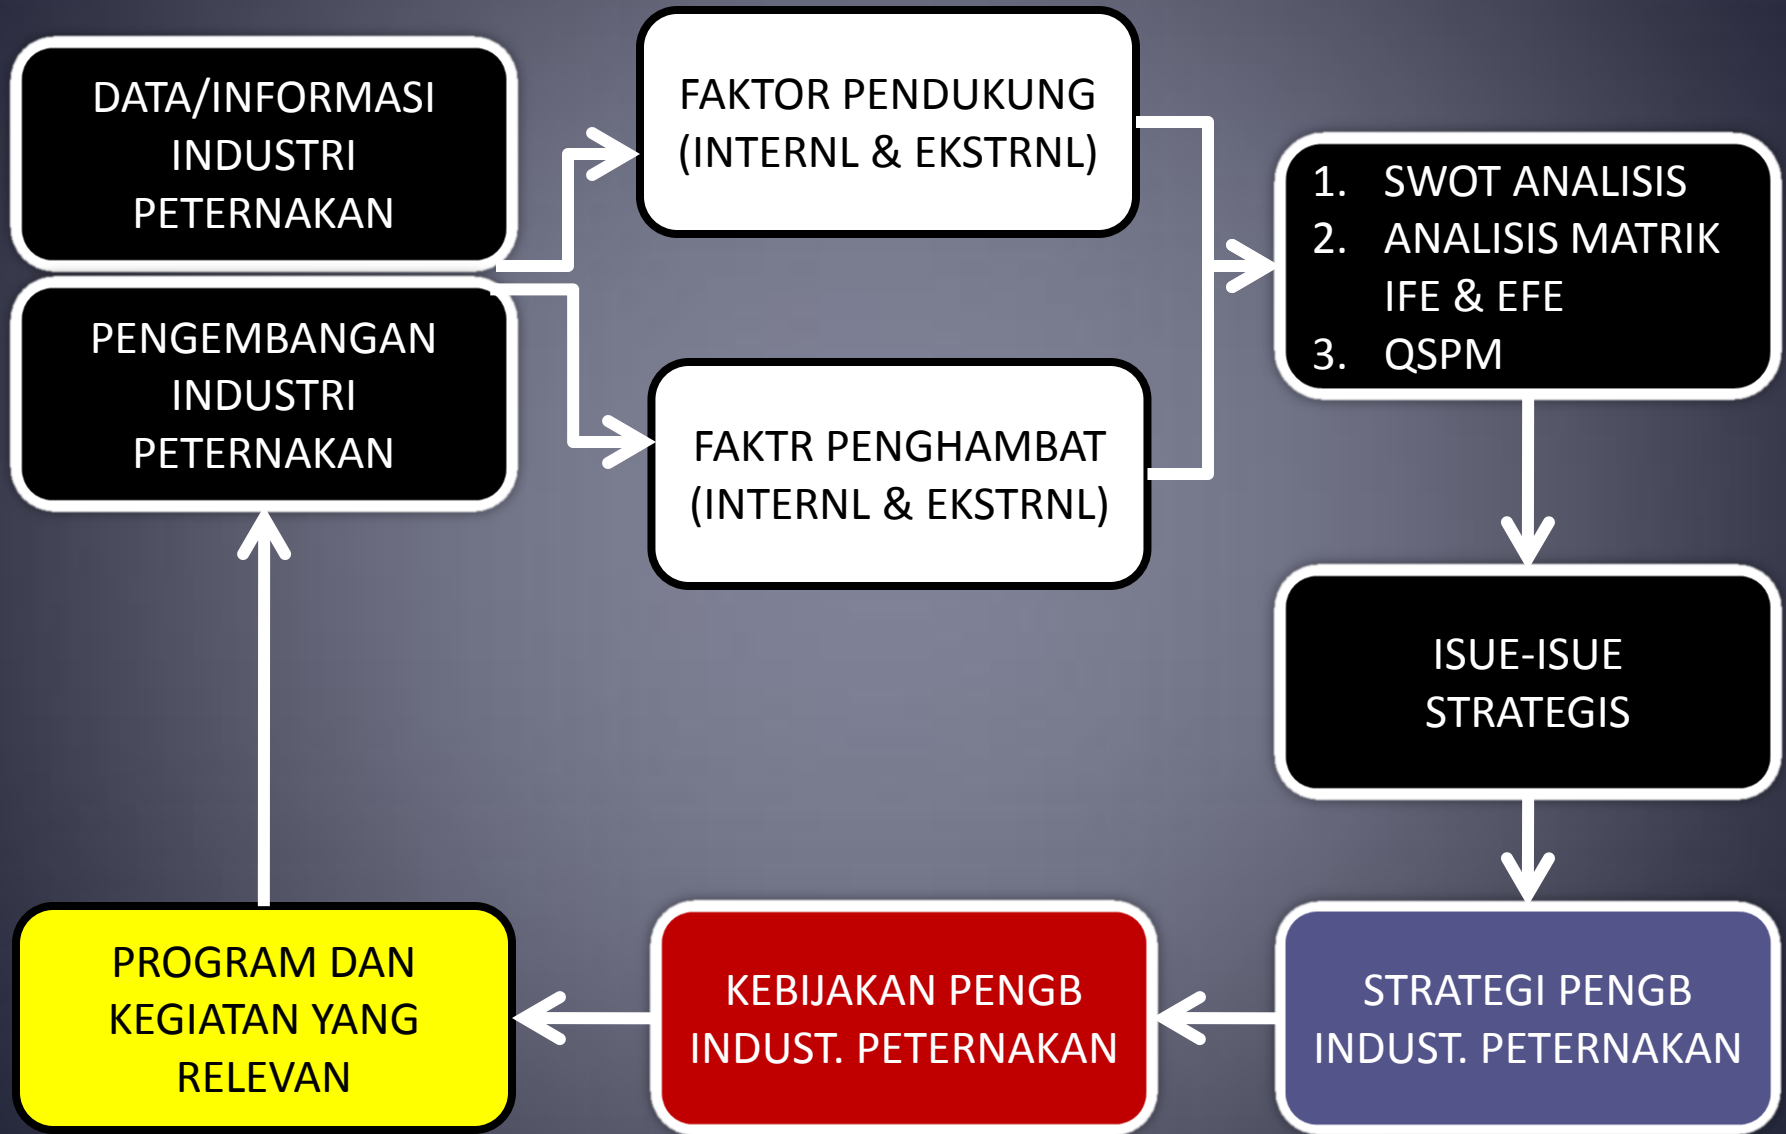 DATA/INFORMASI
INDUSTRI
PETERNAKAN
PENGEMBANGAN
INDUSTRI
PETERNAKAN
FAKTOR PENDUKUNG
(INTERNL & EKSTRNL)
FAKTR PENGHAMBAT
(INTERNL & EKSTRNL)
1. SWOT ANALISIS
2. ANALISIS MATRIK
IFE & EFE
3. QSPM
ISUE-ISUE
STRATEGIS
STRATEGI PENGB
INDUST. PETERNAKAN
KEBIJAKAN PENGB
INDUST. PETERNAKAN
PROGRAM DAN
KEGIATAN YANG
RELEVAN